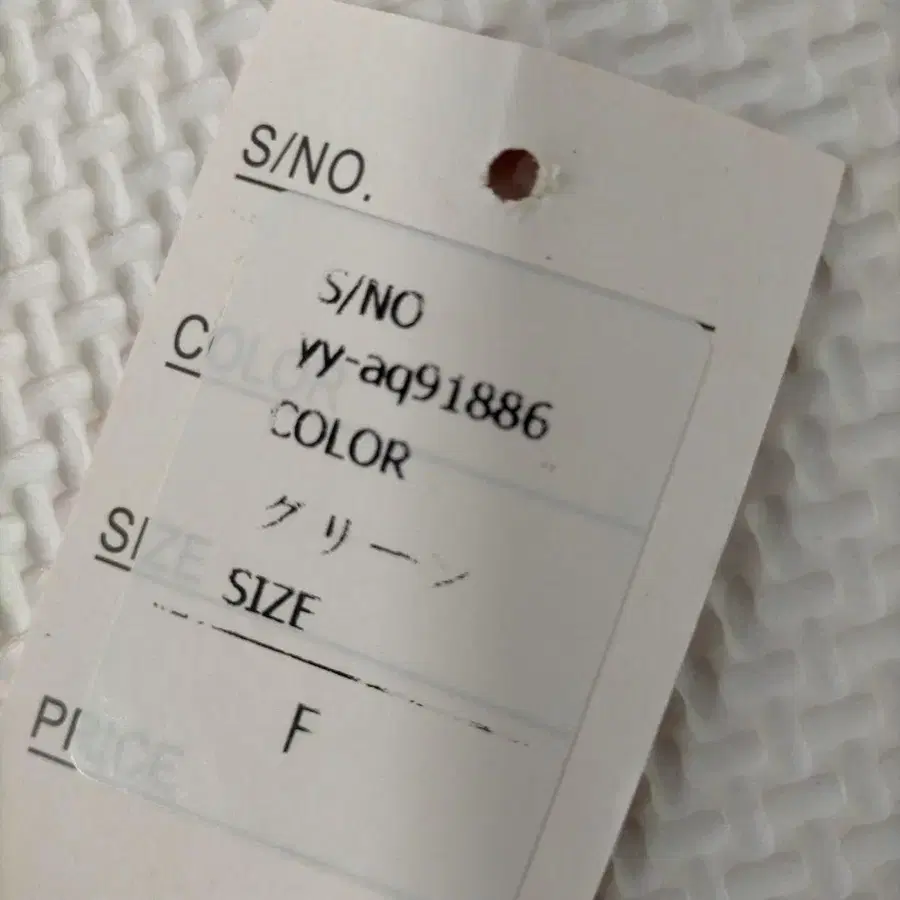 S/NO.
S/NO
yy-aq91886
COLOR
COLOR
グリーン
SIZE
SIZE
F
PRICE